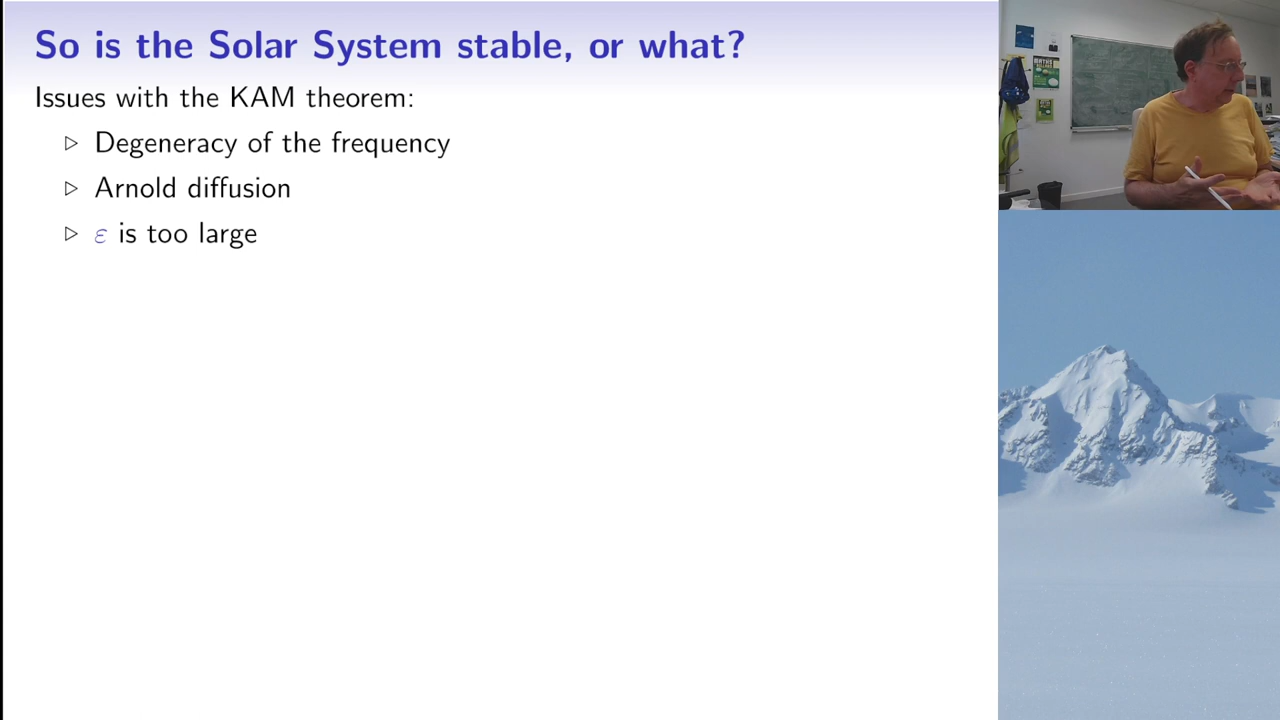 So is the Solar System stable, or what?
Issues with the KAM theorem:
▷ Degeneracy of the frequency
▷ Arnold diffusion
▷ ε is too large